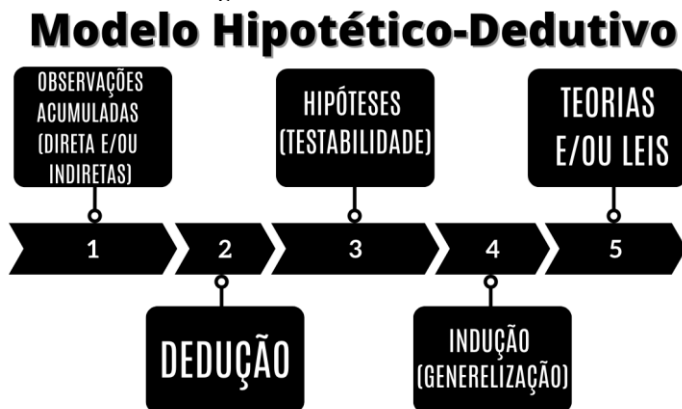 Modelo Hipotético-Dedutivo
OBSERVAÇÕES
ACUMULADAS
(DIRETA E/OU
INDIRETAS)
HIPÓTESES
(TESTABILIDADE)
TEORIAS
E/OU LEIS
1
2
3
4
5
DEDUÇÃO
INDUÇÃO
(GENERELIZAÇÃO)